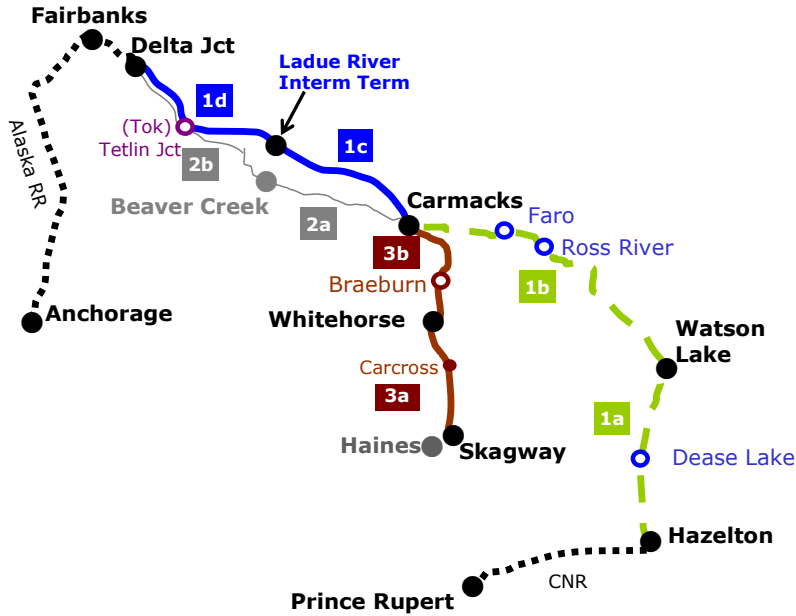 Fairbanks
Delta Jct
Ladue River
Interm Term
1d
(Tok)
Tetlin Jct
Alaska RR
2b
1c
Beaver Creek
2a
Carmacks
Faro
3b
Ross River
Braeburn
1b
Anchorage
Whitehorse
Watson
Lake
Carcross
3a
1a
Haines
Skagway
Dease Lake
Hazelton
CNR
Prince Rupert